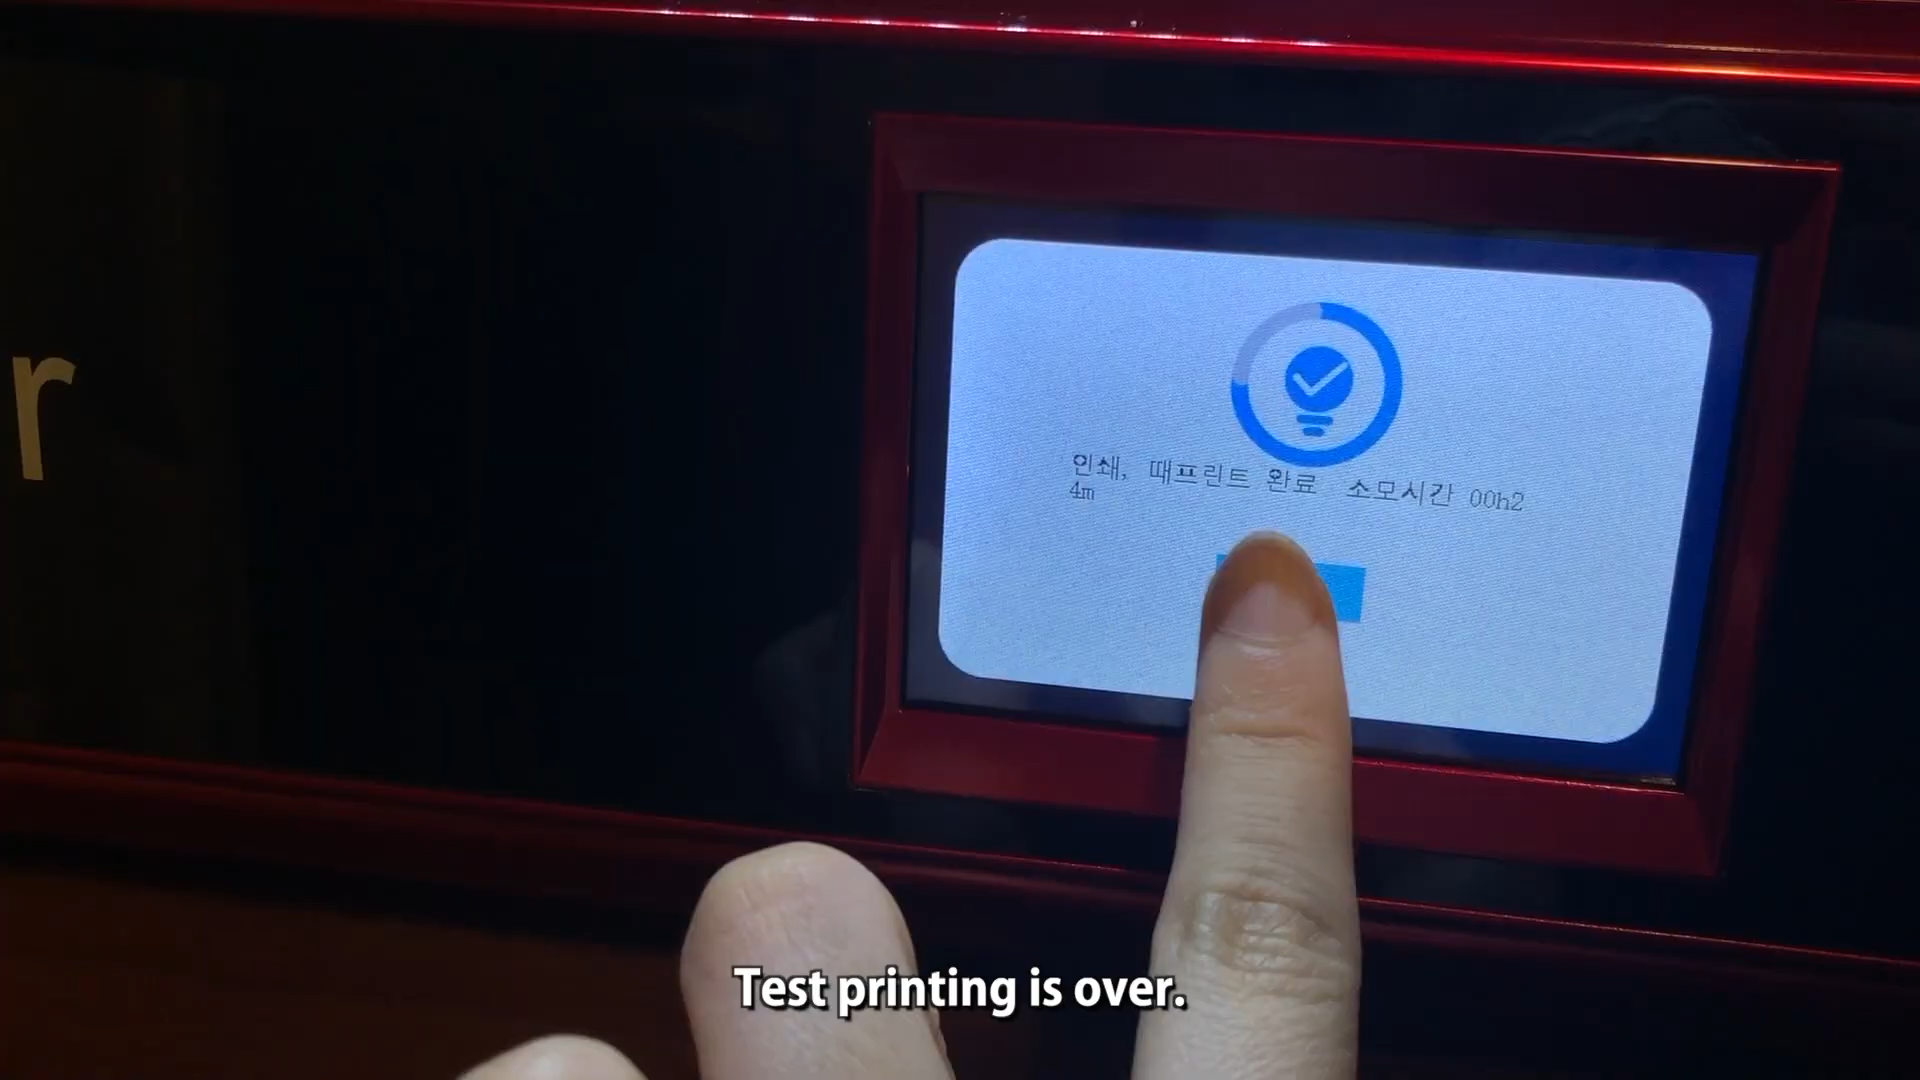 r
인쇄, 때프린트 완료 소모시간 00h2
4m
Test printing is over.